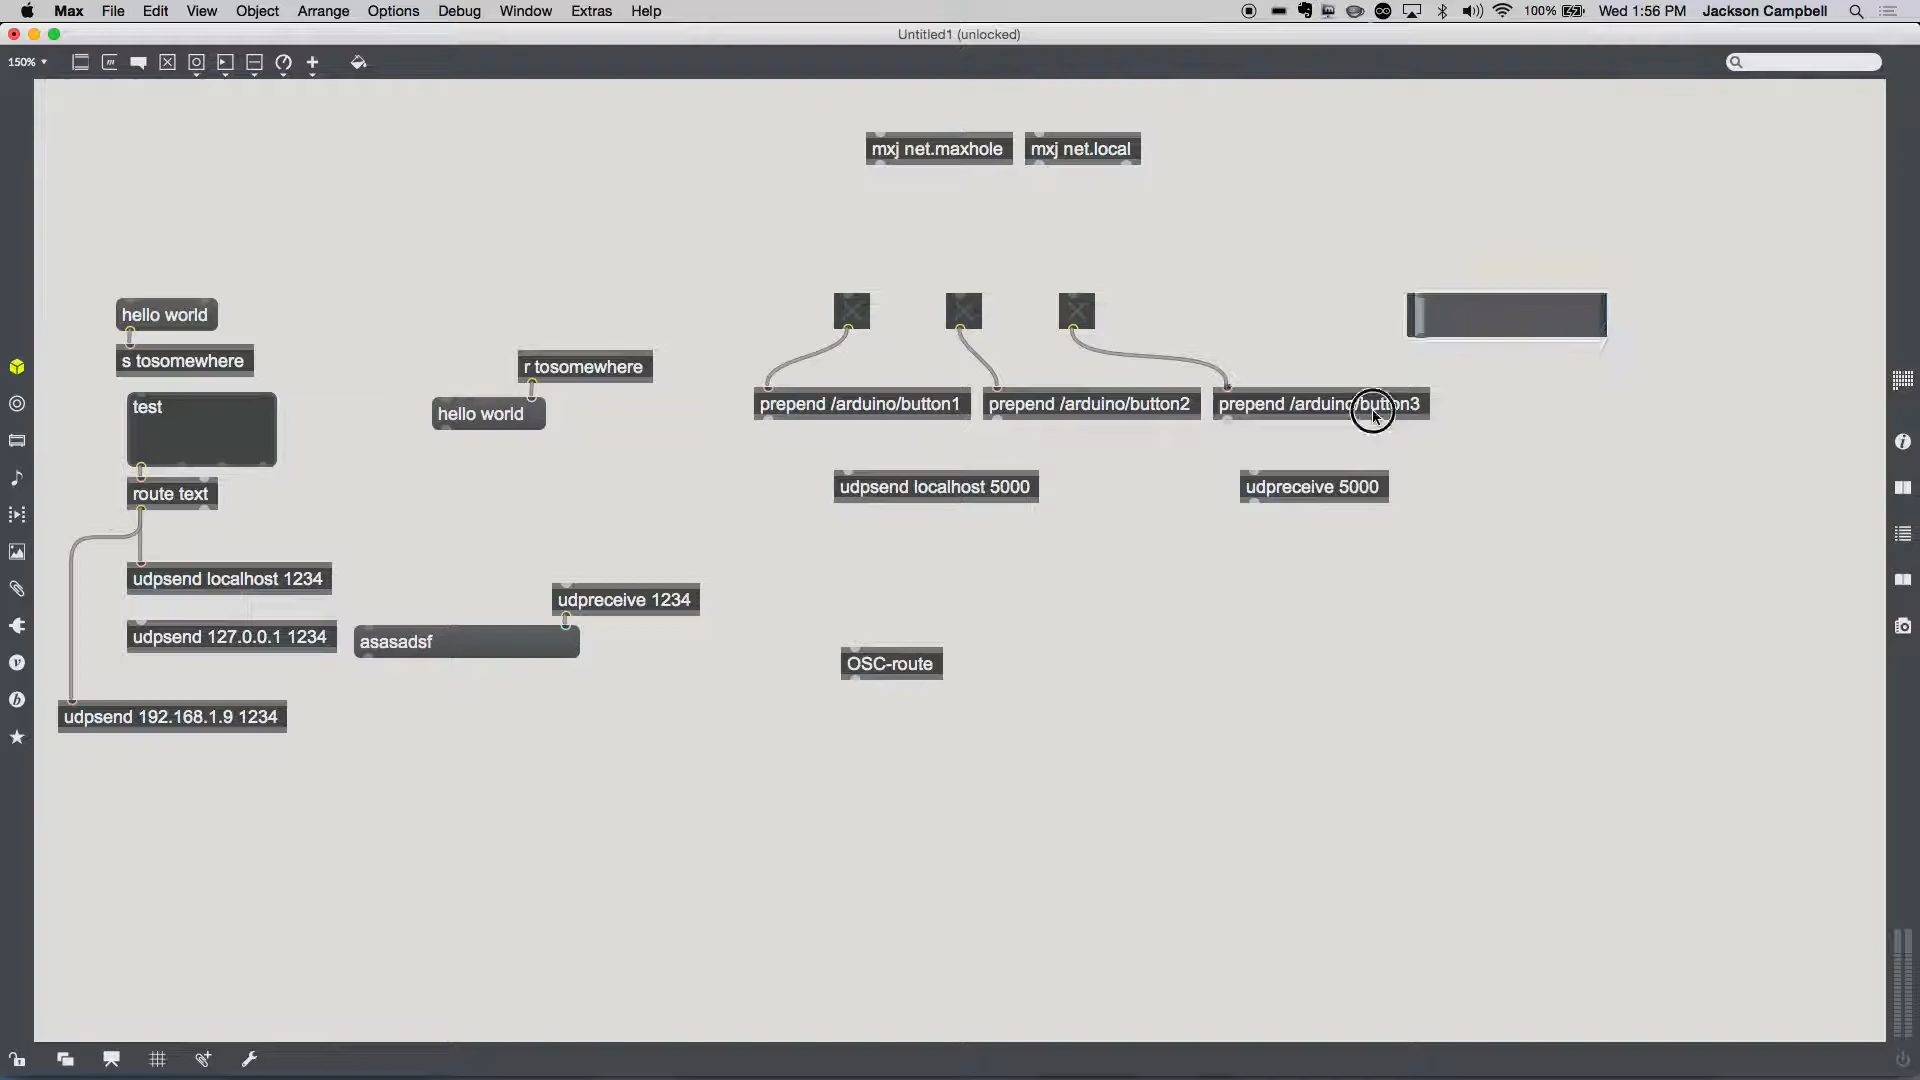 Max File Edit View Object Arrange Options Debug Window Extras Help 100% Wed 1:56 PM Jackson Campbell
Untitled1 (unlocked)
150%
mxj net.maxhole mxj net.local
hello world
s tosomewhere
r tosomewhere
test
hello world
prepend /arduino/button1 prepend /arduino/button2 prepend /arduino/button3
route text
udpsend localhost 5000 udpreceive 5000
udpsend localhost 1234
udpreceive 1234
udpsend 127.0.0.1 1234
asasadsf
OSC-route
udpsend 192.168.1.9 1234